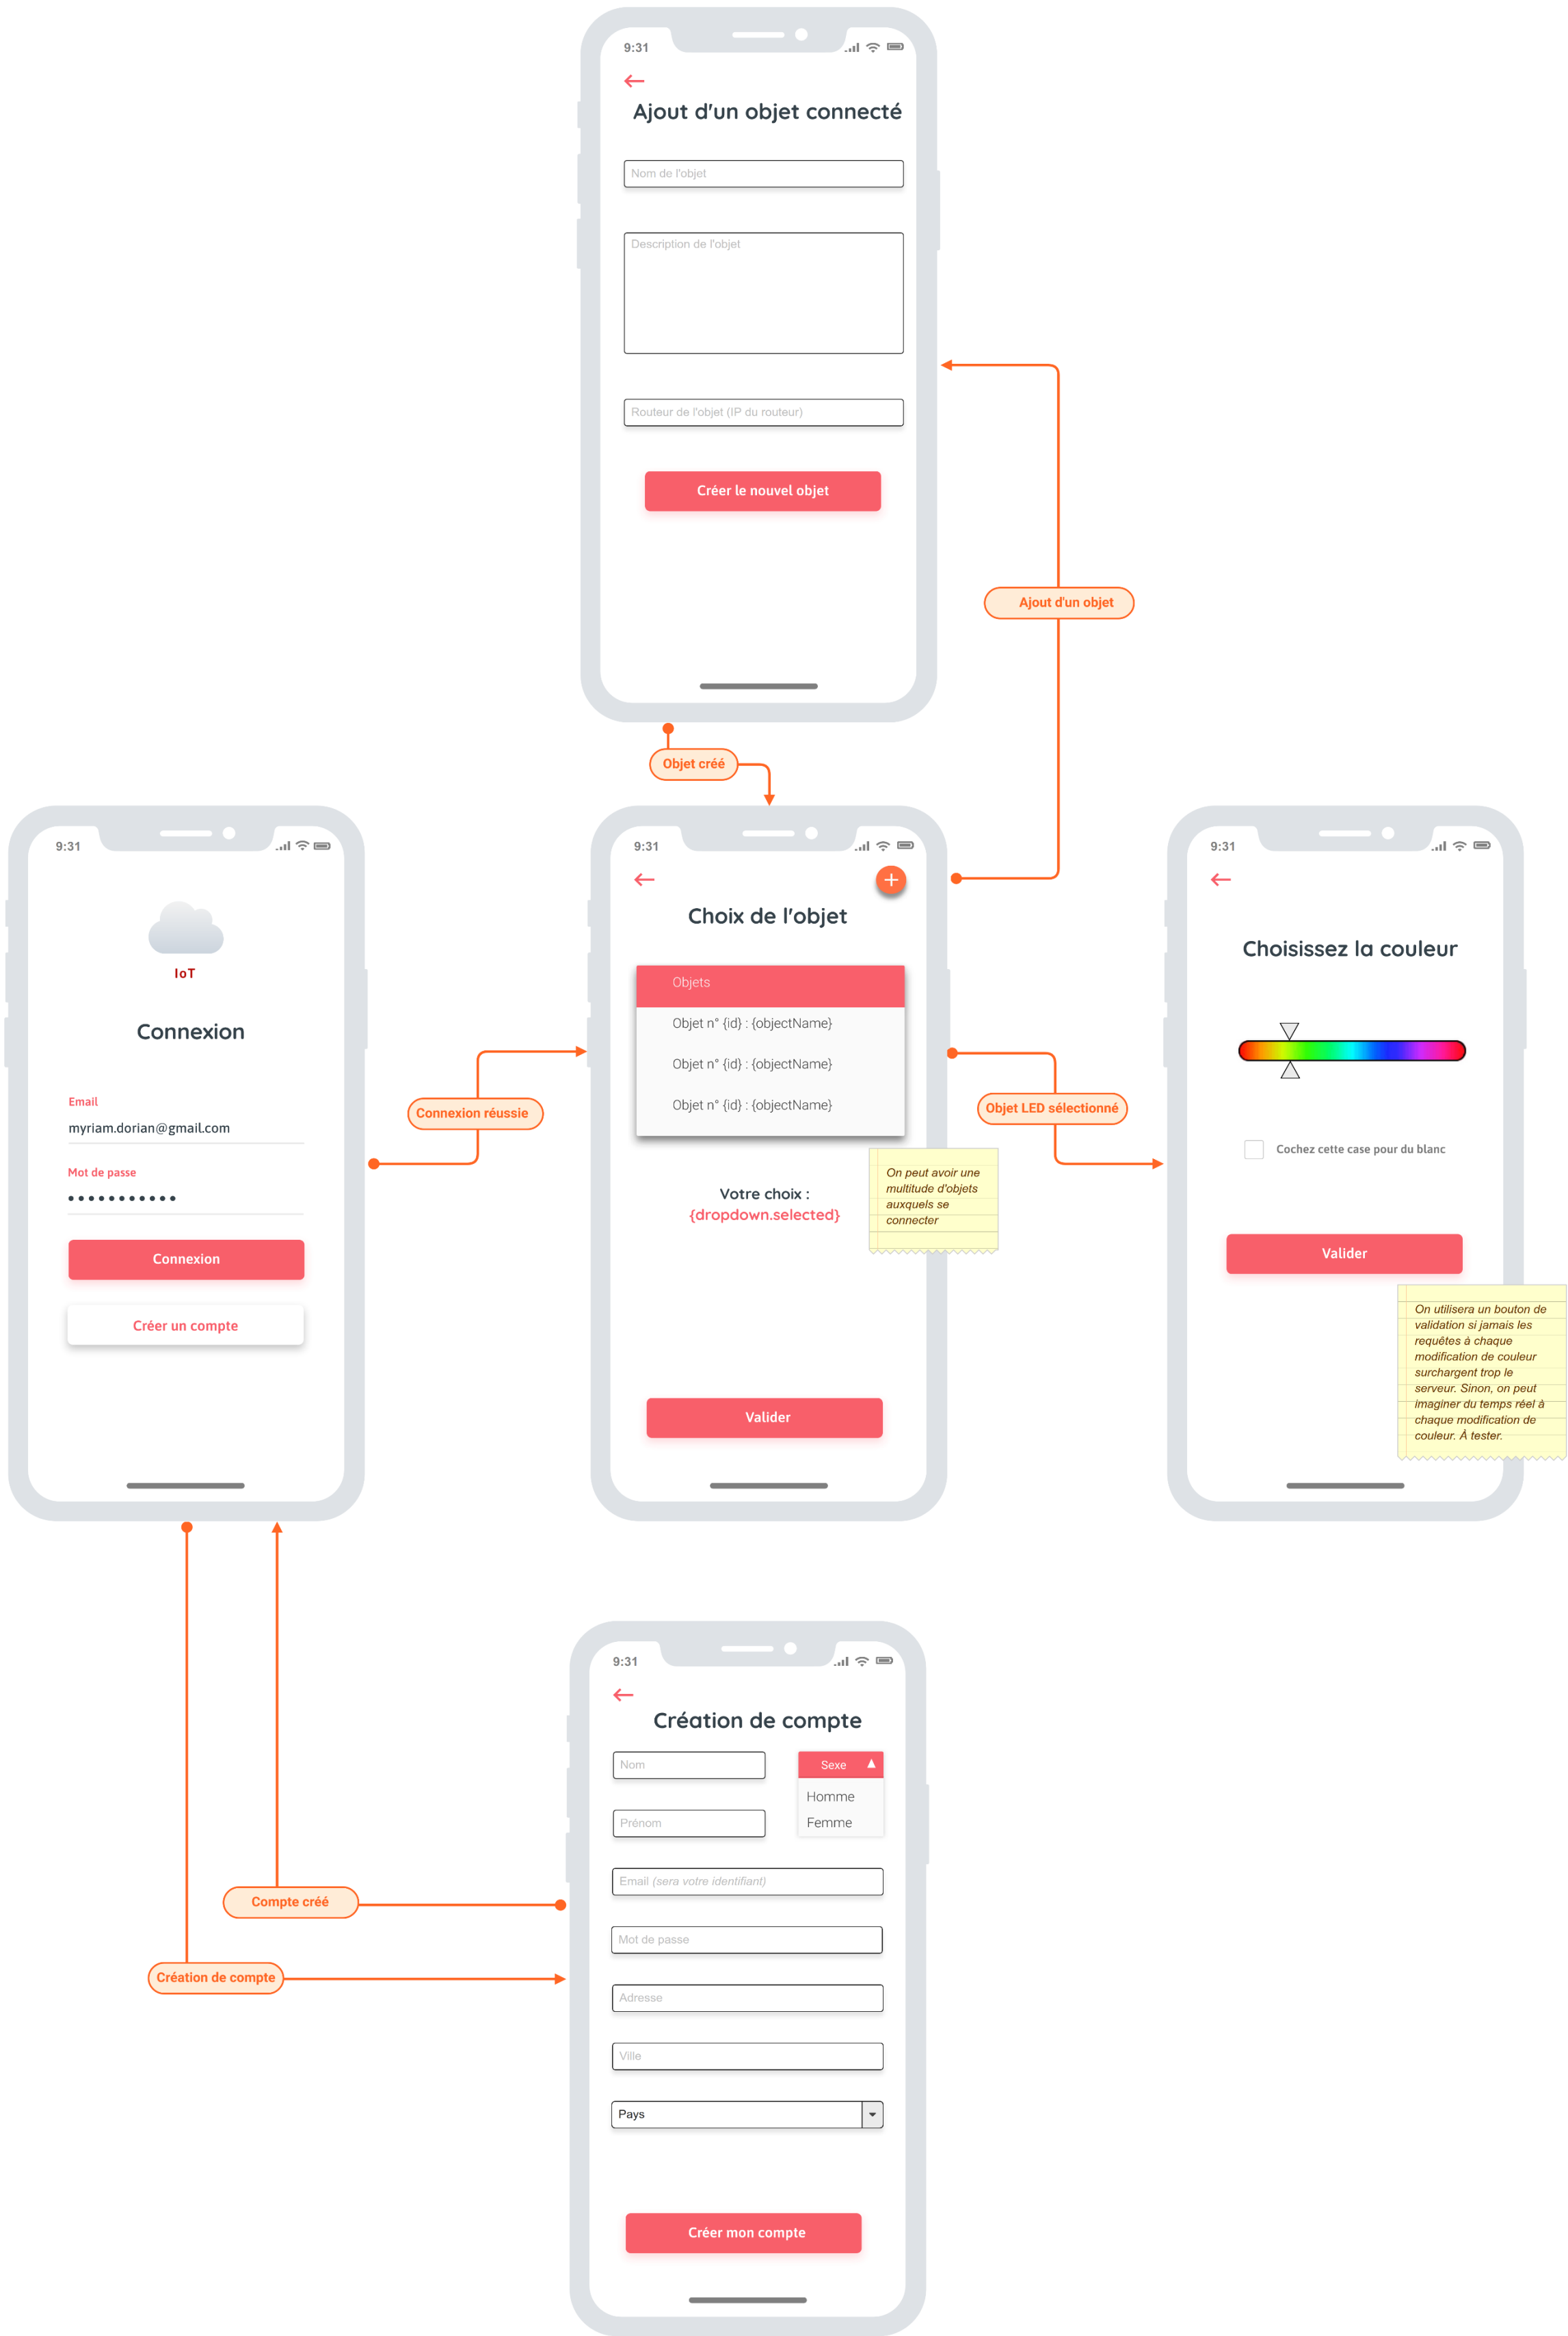 9:31
Ajout d'un objet connecté
Nom de l'objet
Description de l'objet
Routeur de l'objet (IP du routeur)
Créer le nouvel objet
Ajout d'un objet
Objet créé
9:31
IoT
Connexion
Email
myriam.dorian@gmail.com
Mot de passe
Connexion
Créer un compte
Connexion réussie
9:31
Choix de l'objet
Objets
Objet n° {id} : {objectName}
Objet n° {id} : {objectName}
Objet n° {id} : {objectName}
Votre choix :
{dropdown.selected}
On peut avoir une
multitude d'objets
auxquels se
connecter
Valider
Objet LED sélectionné
9:31
Choisissez la couleur
Cochez cette case pour du blanc
Valider
On utilisera un bouton de
validation si jamais les
requêtes à chaque
modification de couleur
surchargent trop le
serveur. Sinon, on peut
imaginer du temps réel à
chaque modification de
couleur. À tester.
Compte créé
Création de compte
9:31
Création de compte
Nom
Sexe
Homme
Femme
Prénom
Email (sera votre identifiant)
Mot de passe
Adresse
Ville
Pays
Créer mon compte